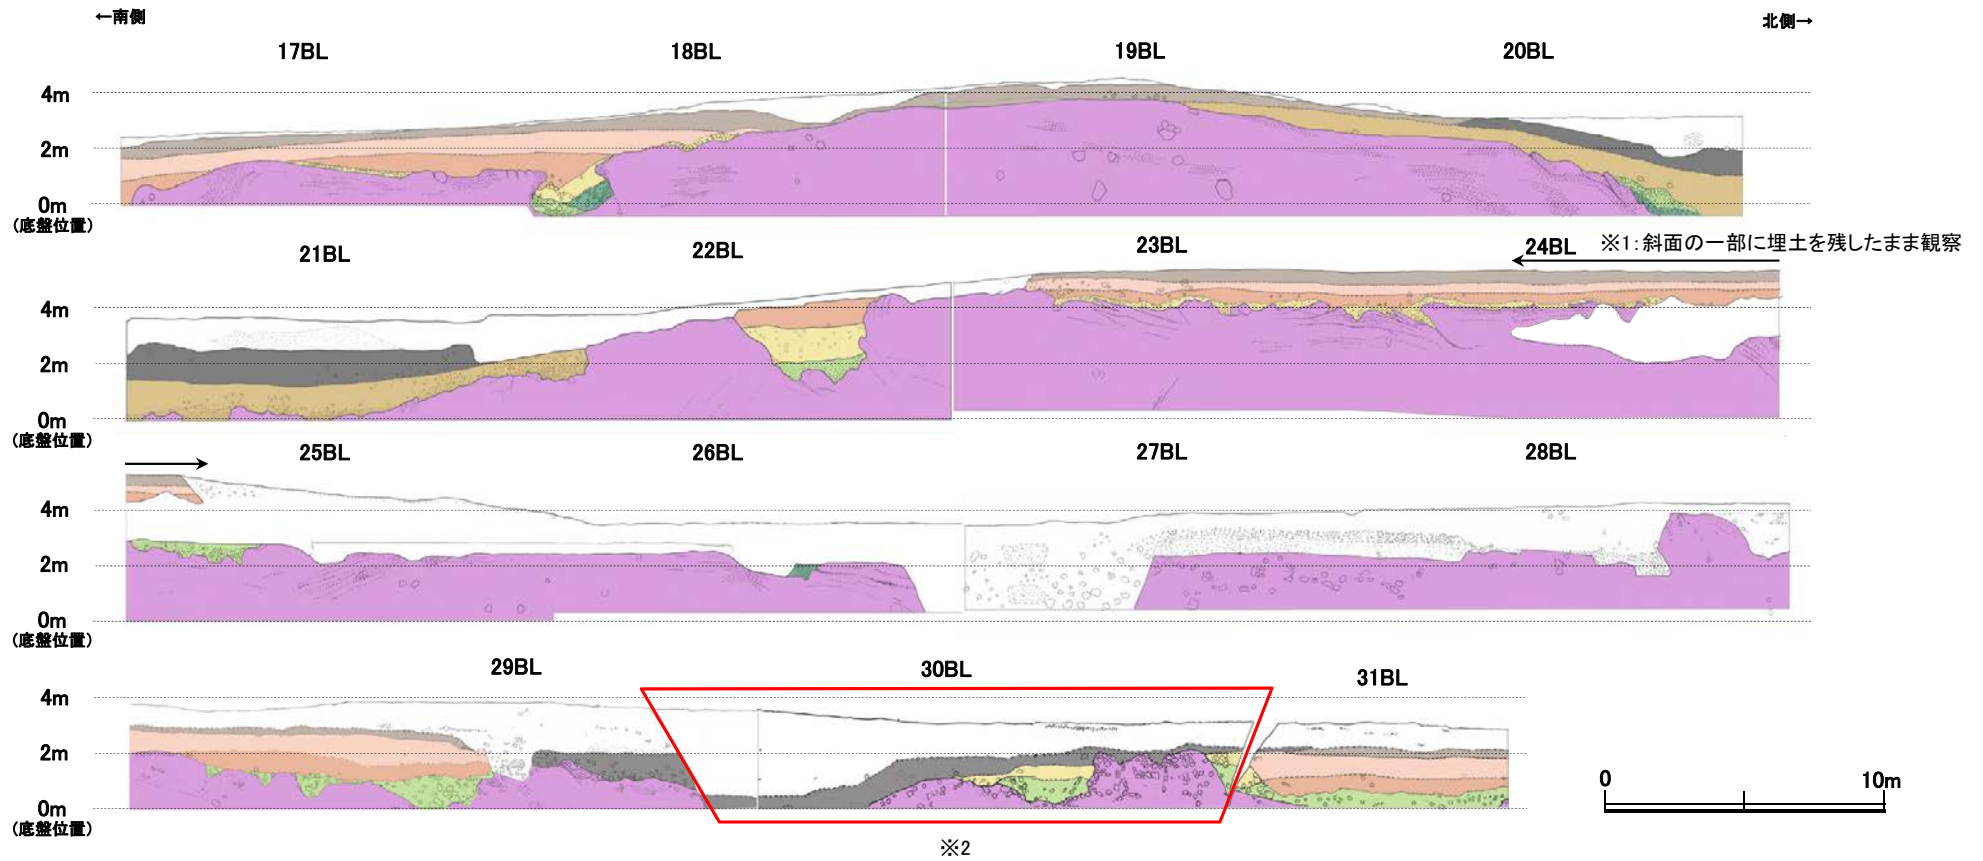 ←南側
北側→
17BL 18BL 19BL 20BL
4m
2m
0m
(底盤位置)
21BL 22BL 23BL 24BL ※1:斜面の一部に埋土を残したまま観察
4m
2m
0m
(底盤位置)
25BL 26BL 27BL 28BL
4m
2m
0m
(底盤位置)
29BL 30BL 31BL
4m
2m
0m
(底盤位置)
0 10m
※2